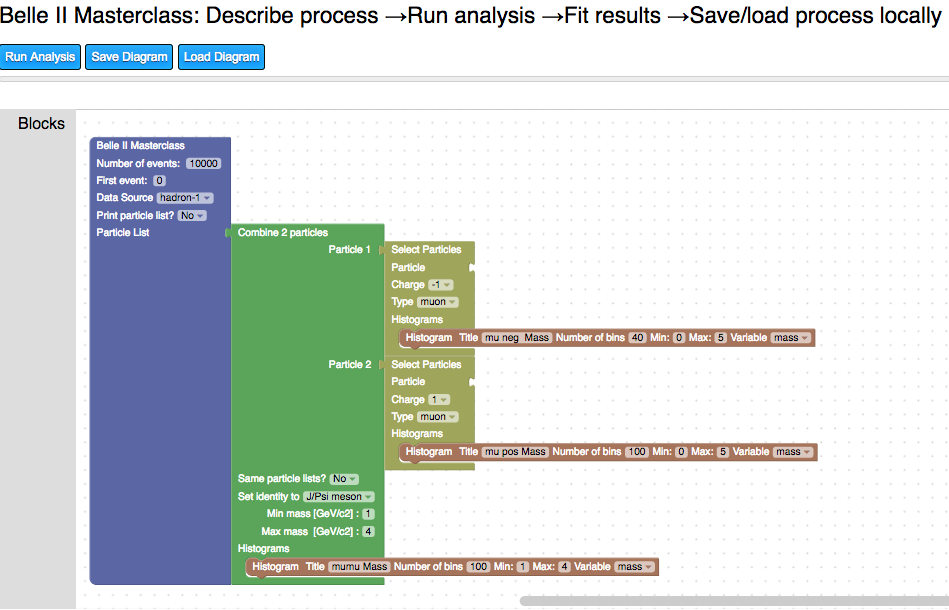 Belle II Masterclass: Describe process →Run analysis →Fit results →Save/load process locally
Run Analysis Save Diagram Load Diagram
Blocks
Belle II Masterclass
Number of events: 10000
First event: 0
Data Source hadron-1
Print particle list? No
Particle List Combine 2 particles
Particle 1 Select Particles
Particle
Charge -1
Type muon
Histograms
Histogram Title mu neg Mass Number of bins 40 Min: 0 Max: 5 Variable mass
Particle 2 Select Particles
Particle
Charge 1
Type muon
Histograms
Histogram Title mu pos Mass Number of bins 100 Min: 0 Max: 5 Variable mass
Same particle lists? No
Set identity to J/Psi meson
Min mass [GeV/c2] : 1
Max mass [GeV/c2] : 4
Histograms
Histogram Title mumu Mass Number of bins 100 Min: 1 Max: 4 Variable mass